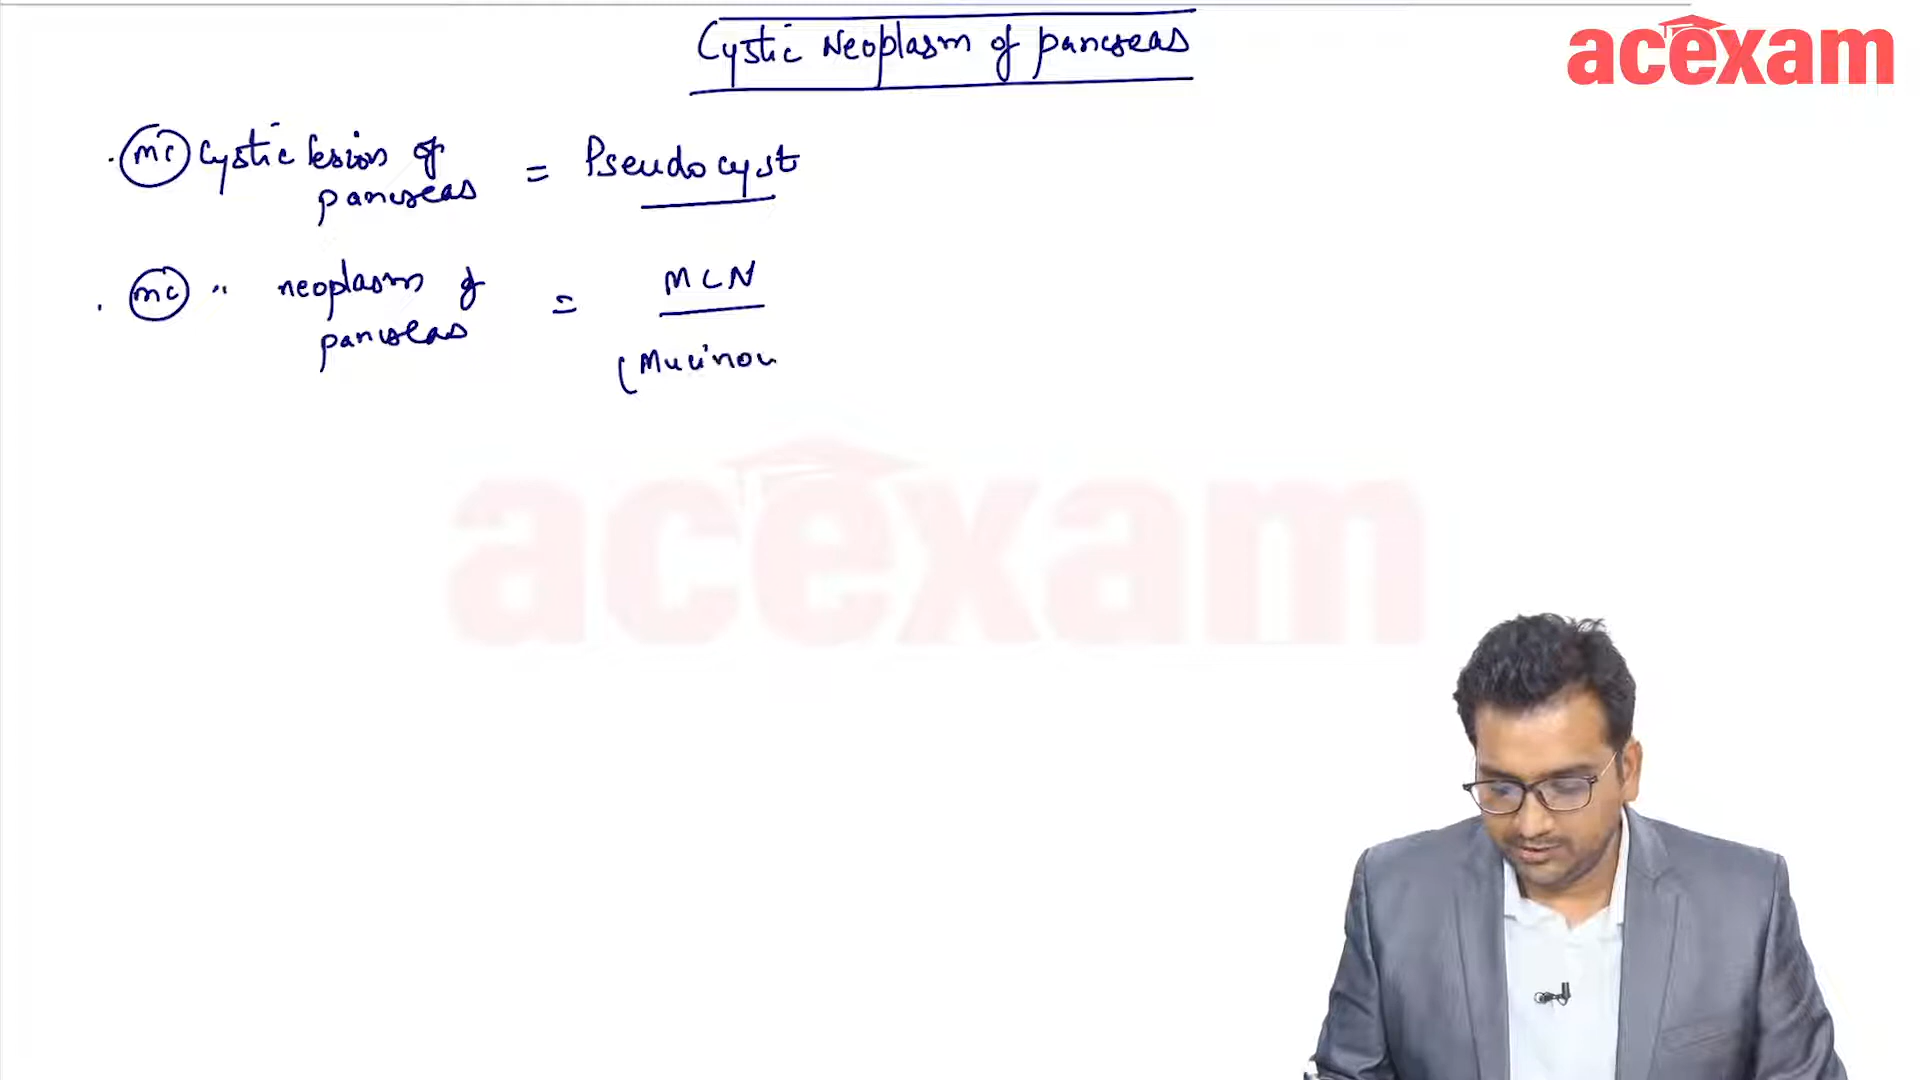 Cystic Neoplasm of pancreas
acexam
. mc Cystic lesion of pancreas = Pseudocyst
. mc " neoplasm of pancreas = MCN
(Mucinou
acexam